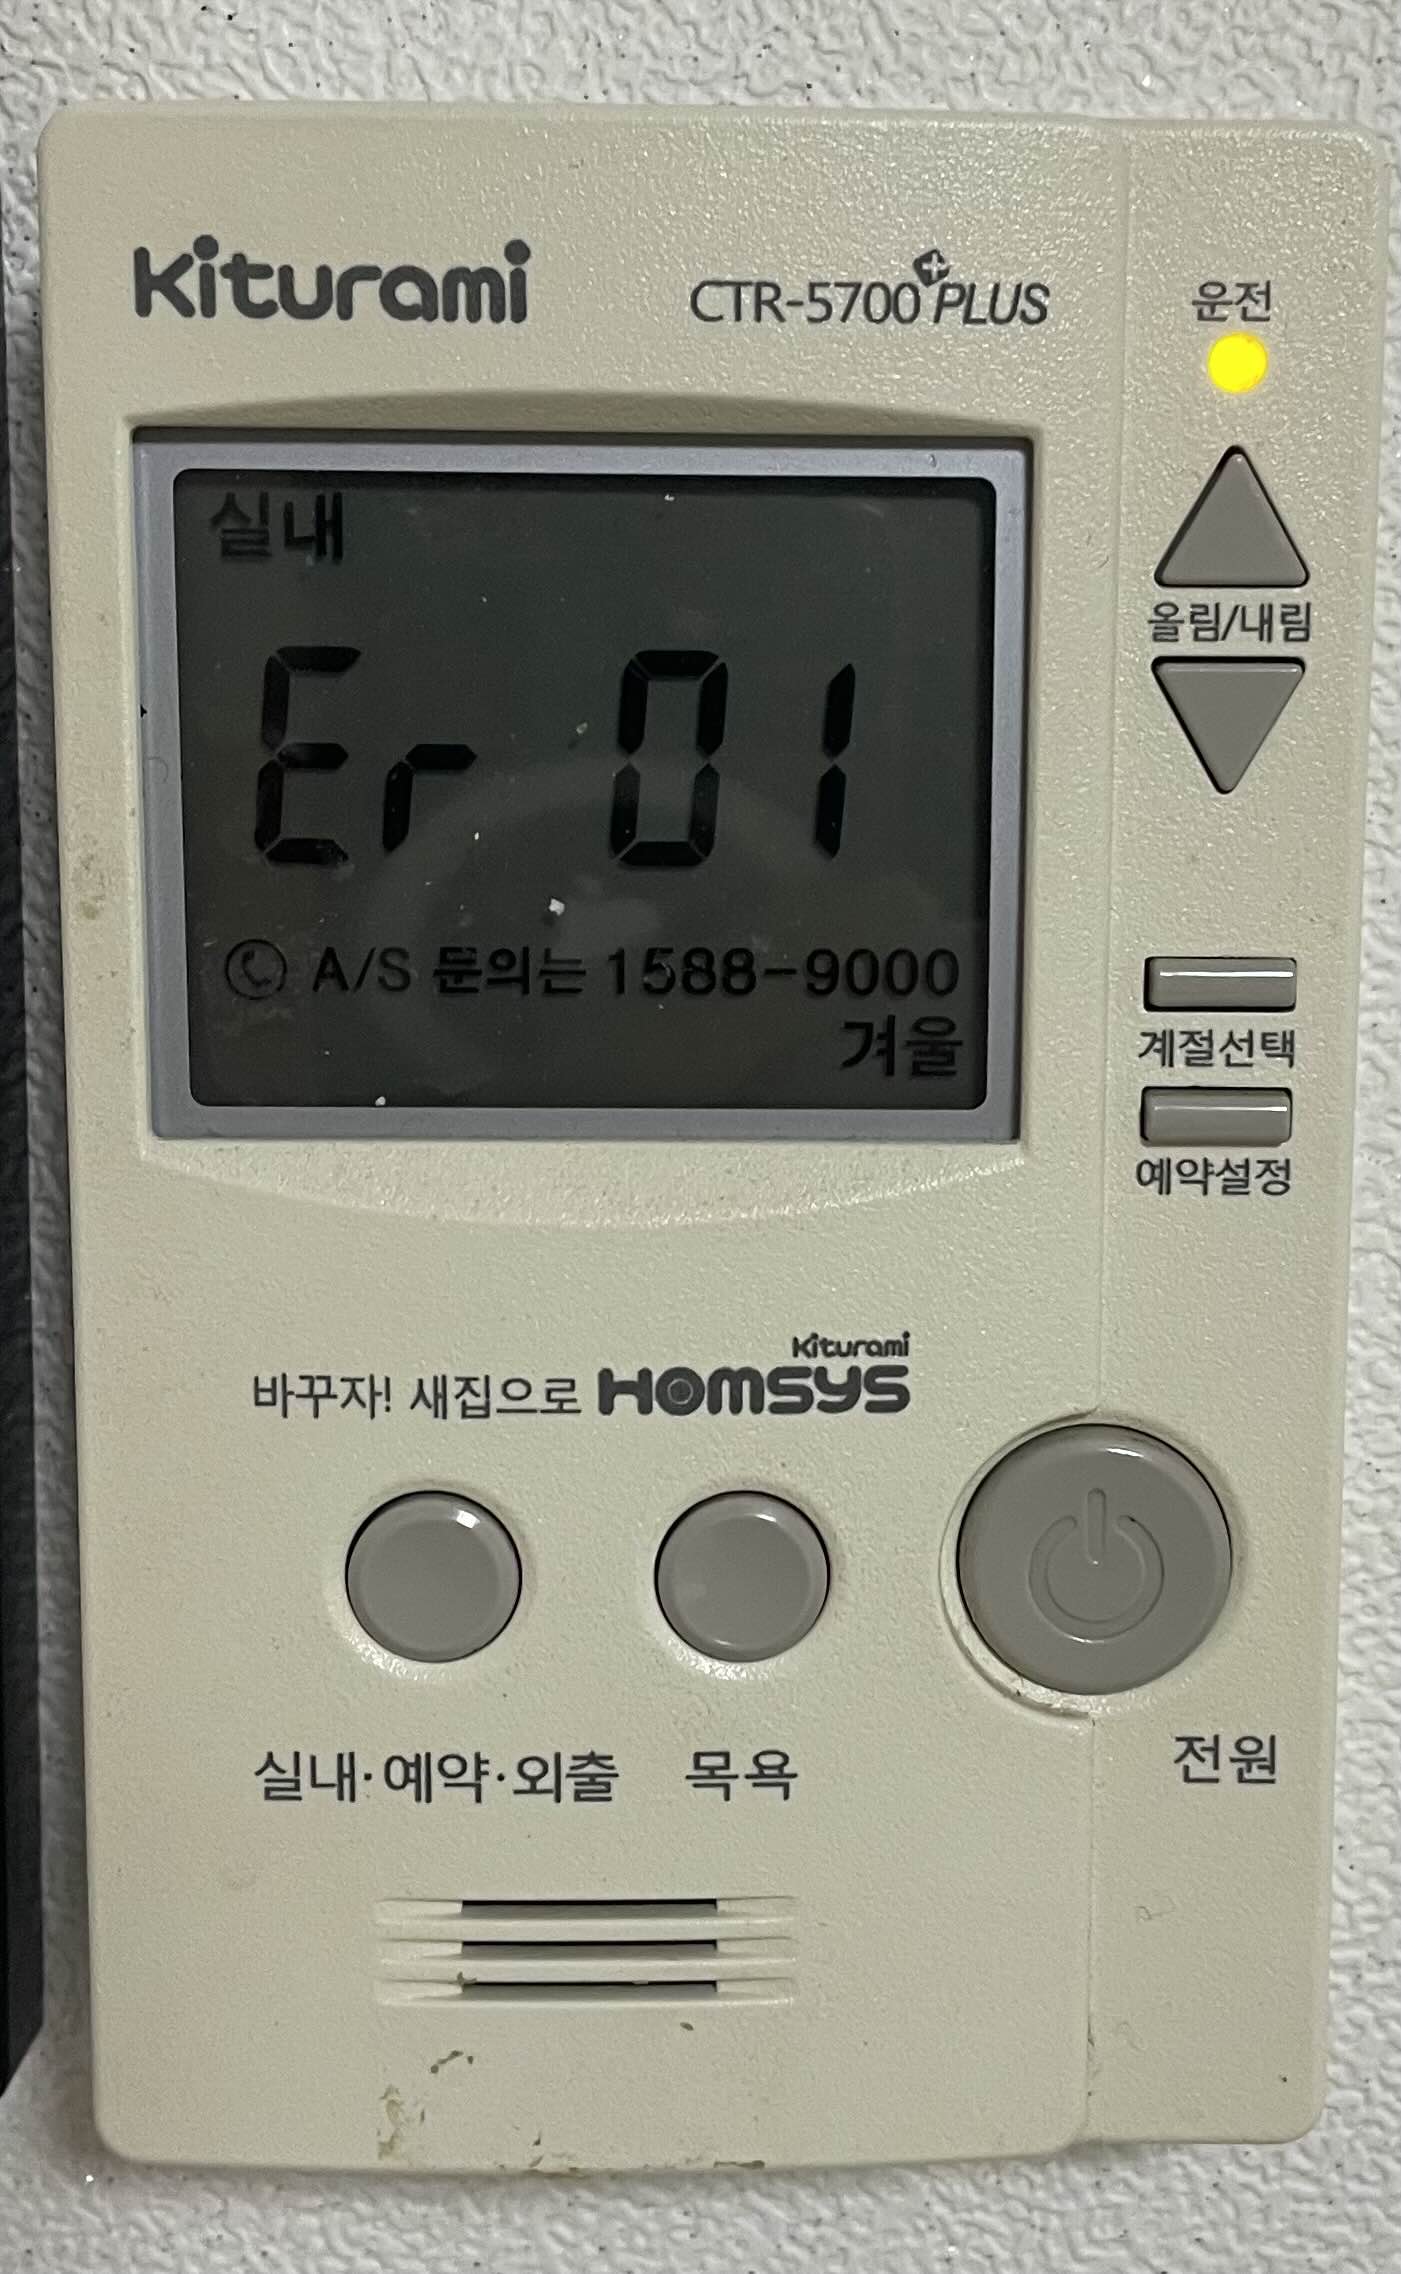 Kiturami
CTR-5700 PLUS
운전
실내
Er 01
A/S 문의는 1588-9000
겨울
올림/내림
계절선택
예약설정
Kiturami
바꾸자! 새집으로 HOMSYS
실내·예약·외출 목욕
전원